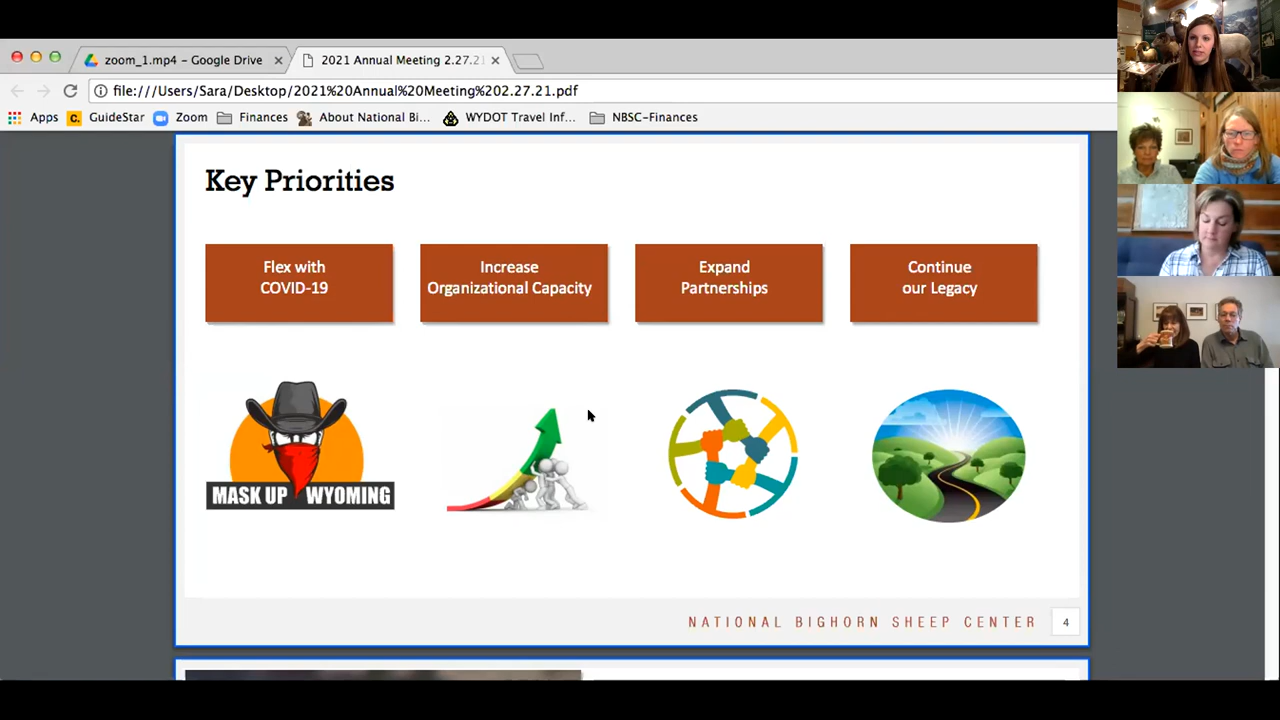 zoom_1.mp4 - Google Drive
2021 Annual Meeting 2.27.21
file:///Users/Sara/Desktop/2021%20Annual%20Meeting%202.27.21.pdf
Apps GuideStar Zoom Finances About National Bi... WYDOT Travel Inf... NBSC-Finances
Key Priorities
Flex with
COVID-19
Increase
Organizational Capacity
Expand
Partnerships
Continue
our Legacy
MASK UP WYOMING
NATIONAL BIGHORN SHEEP CENTER 4